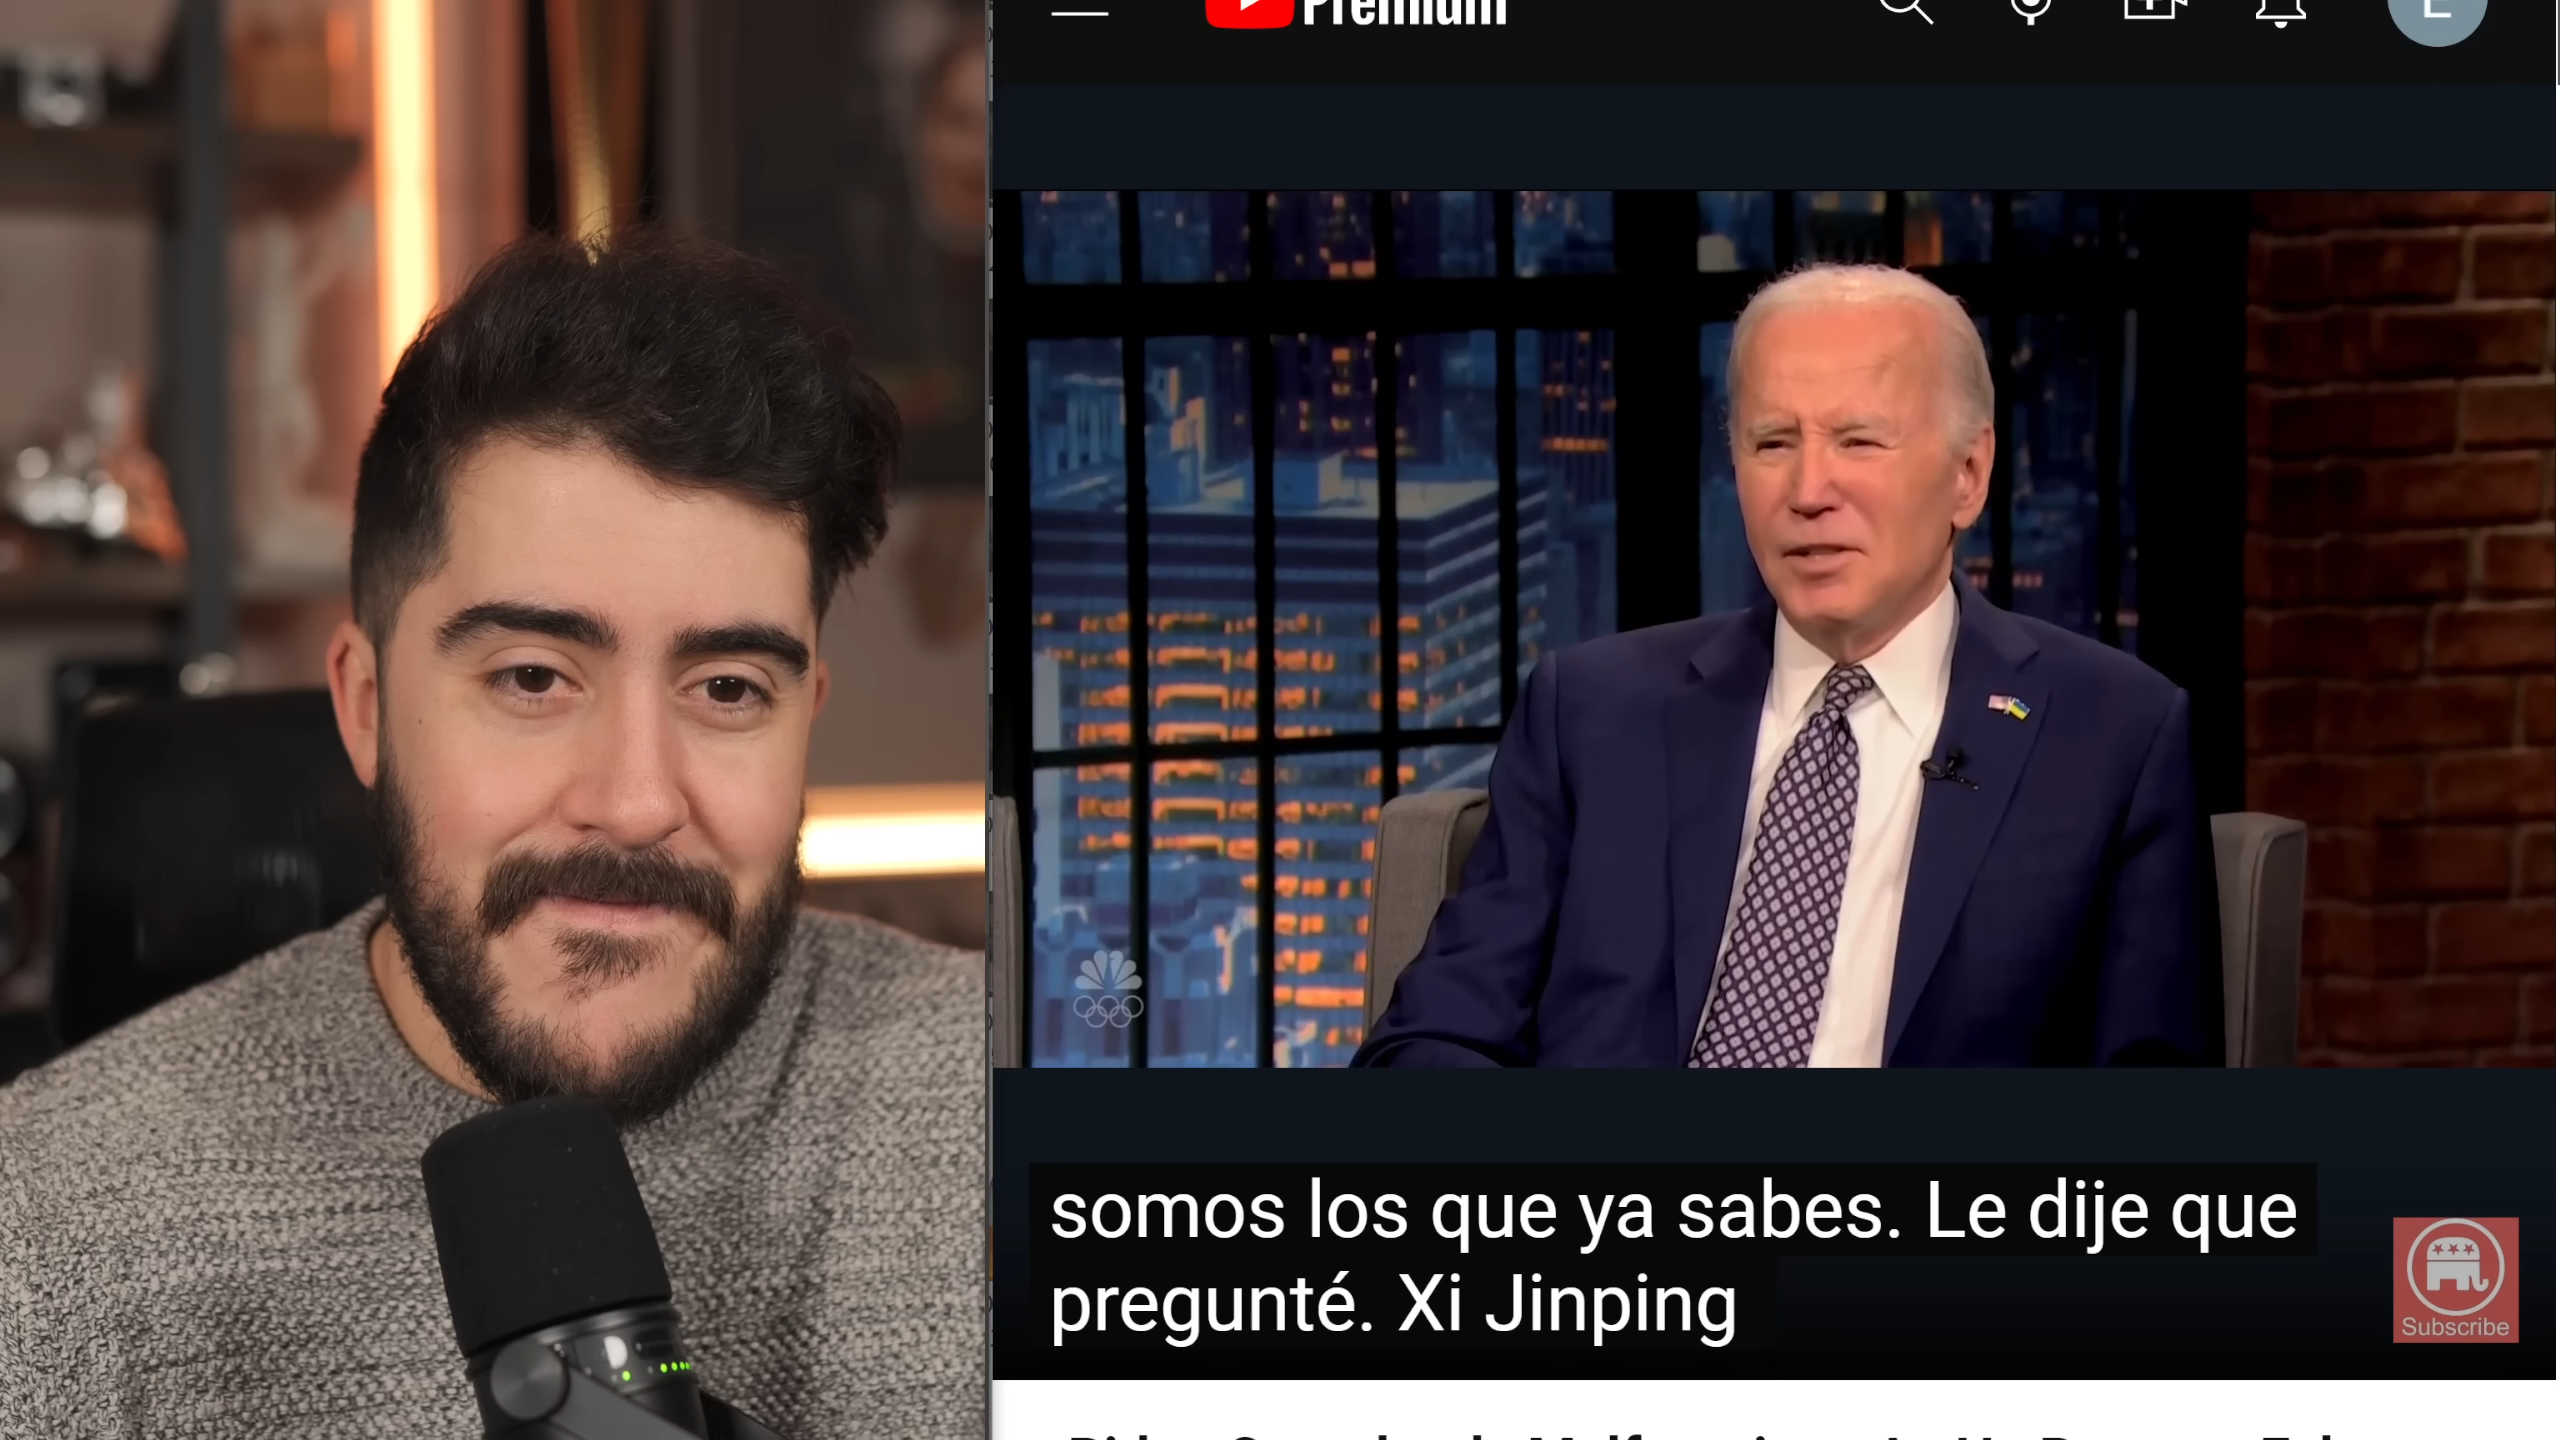 Premium
E
somos los que ya sabes. Le dije que
pregunté. Xi Jinping
Subscribe